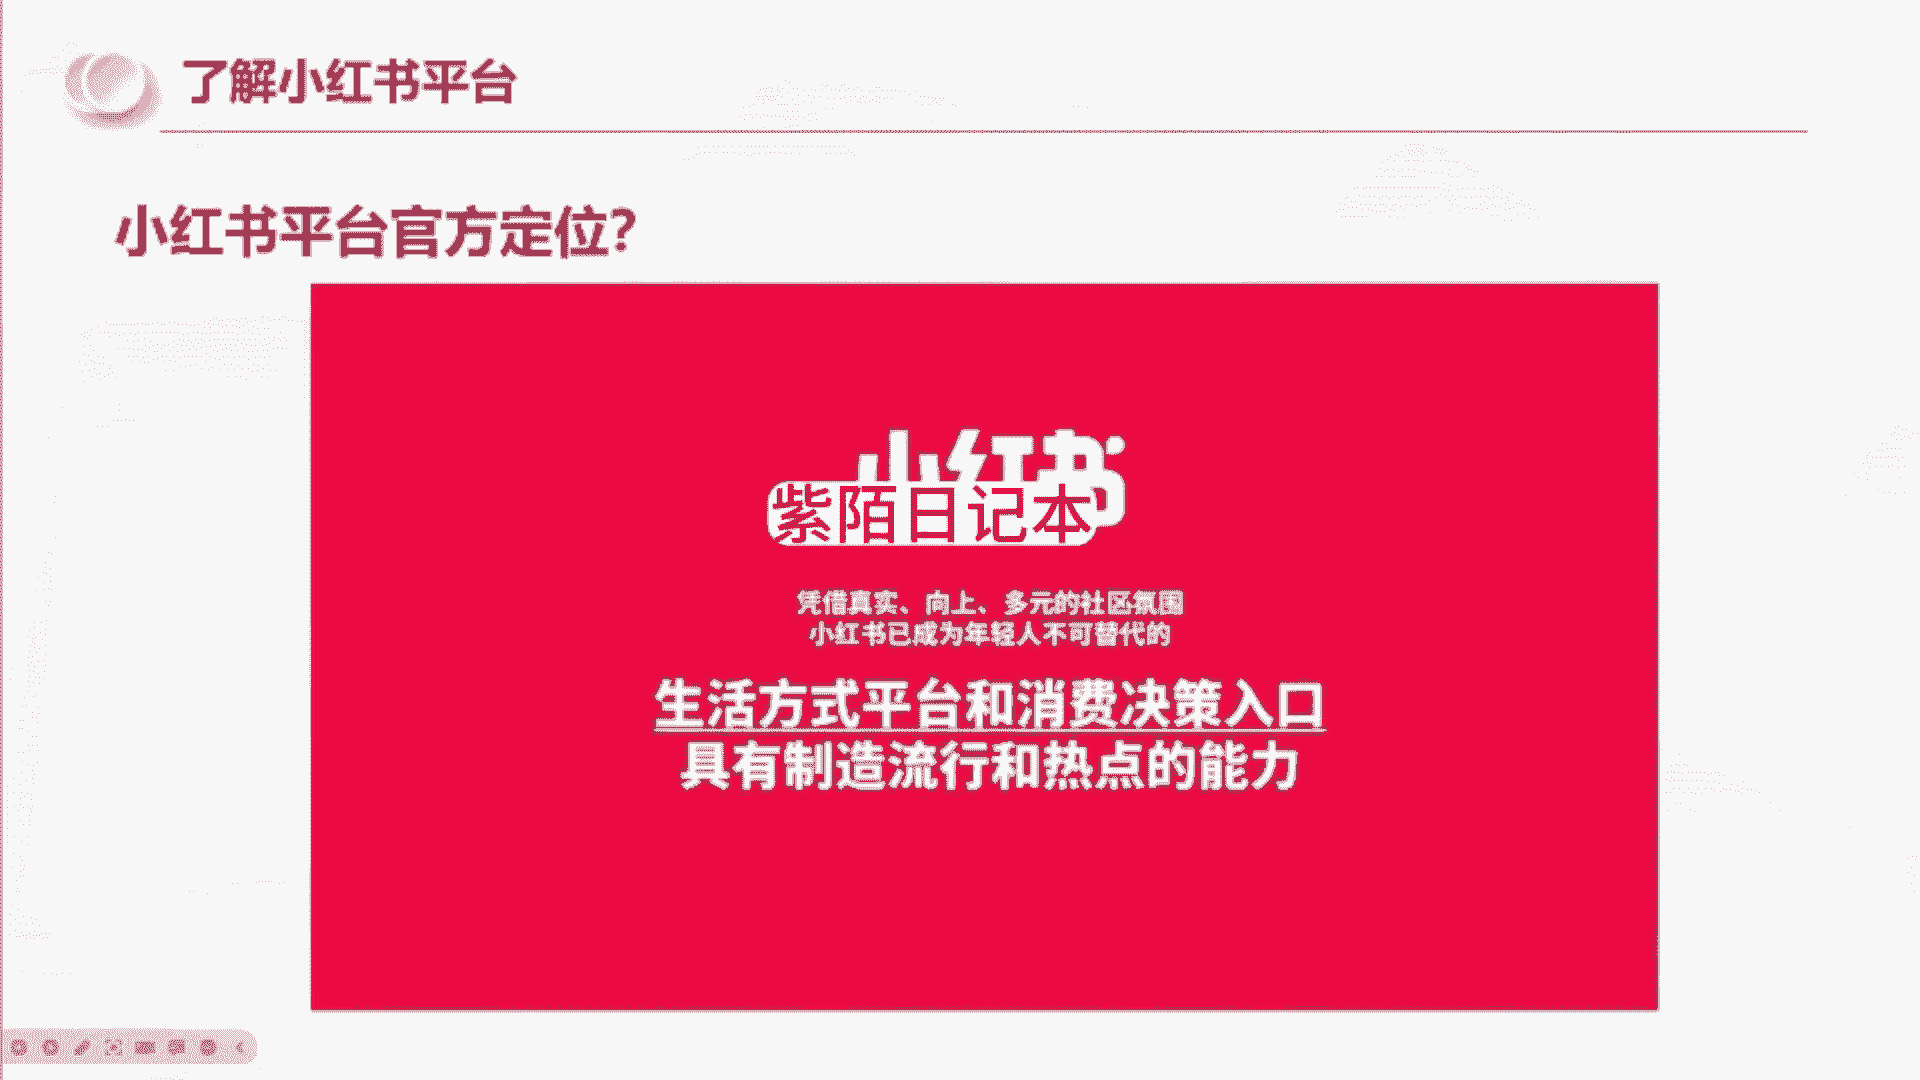 了解小红书平台
小红书平台官方定位?
小红书
紫陌日记本
凭借真实、向上、多元的社区氛围
小红书已成为年轻人不可替代的
生活方式平台和消费决策入口
具有制造流行和热点的能力